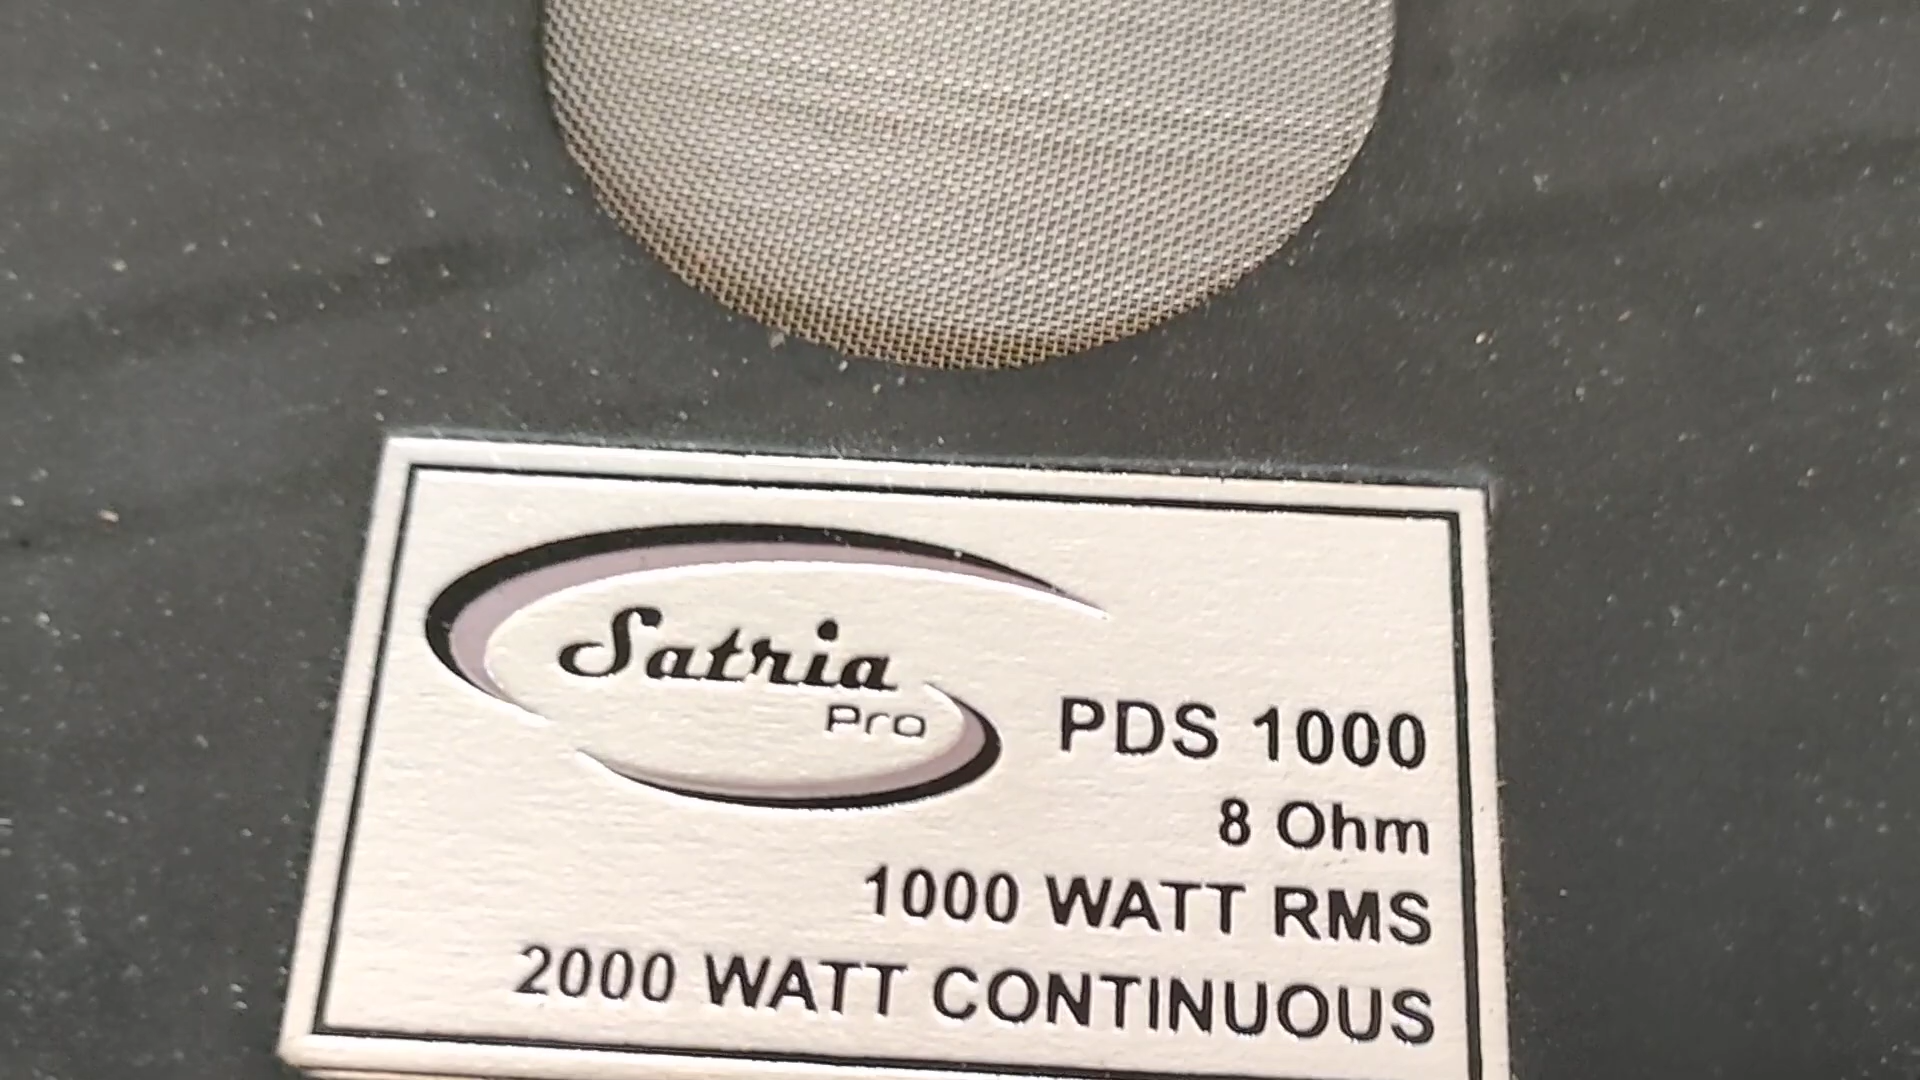 Satria
Pro
PDS 1000
8 Ohm
1000 WATT RMS
2000 WATT CONTINUOUS